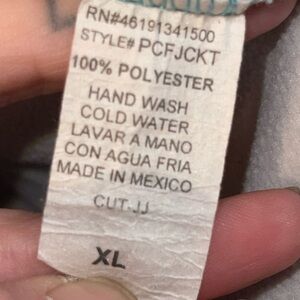 RN#46191341500
STYLE# PCFJCKT
100% POLYESTER
HAND WASH
COLD WATER
LAVAR A MANO
CON AGUA FRIA
MADE IN MEXICO
CUT-JJ
XL